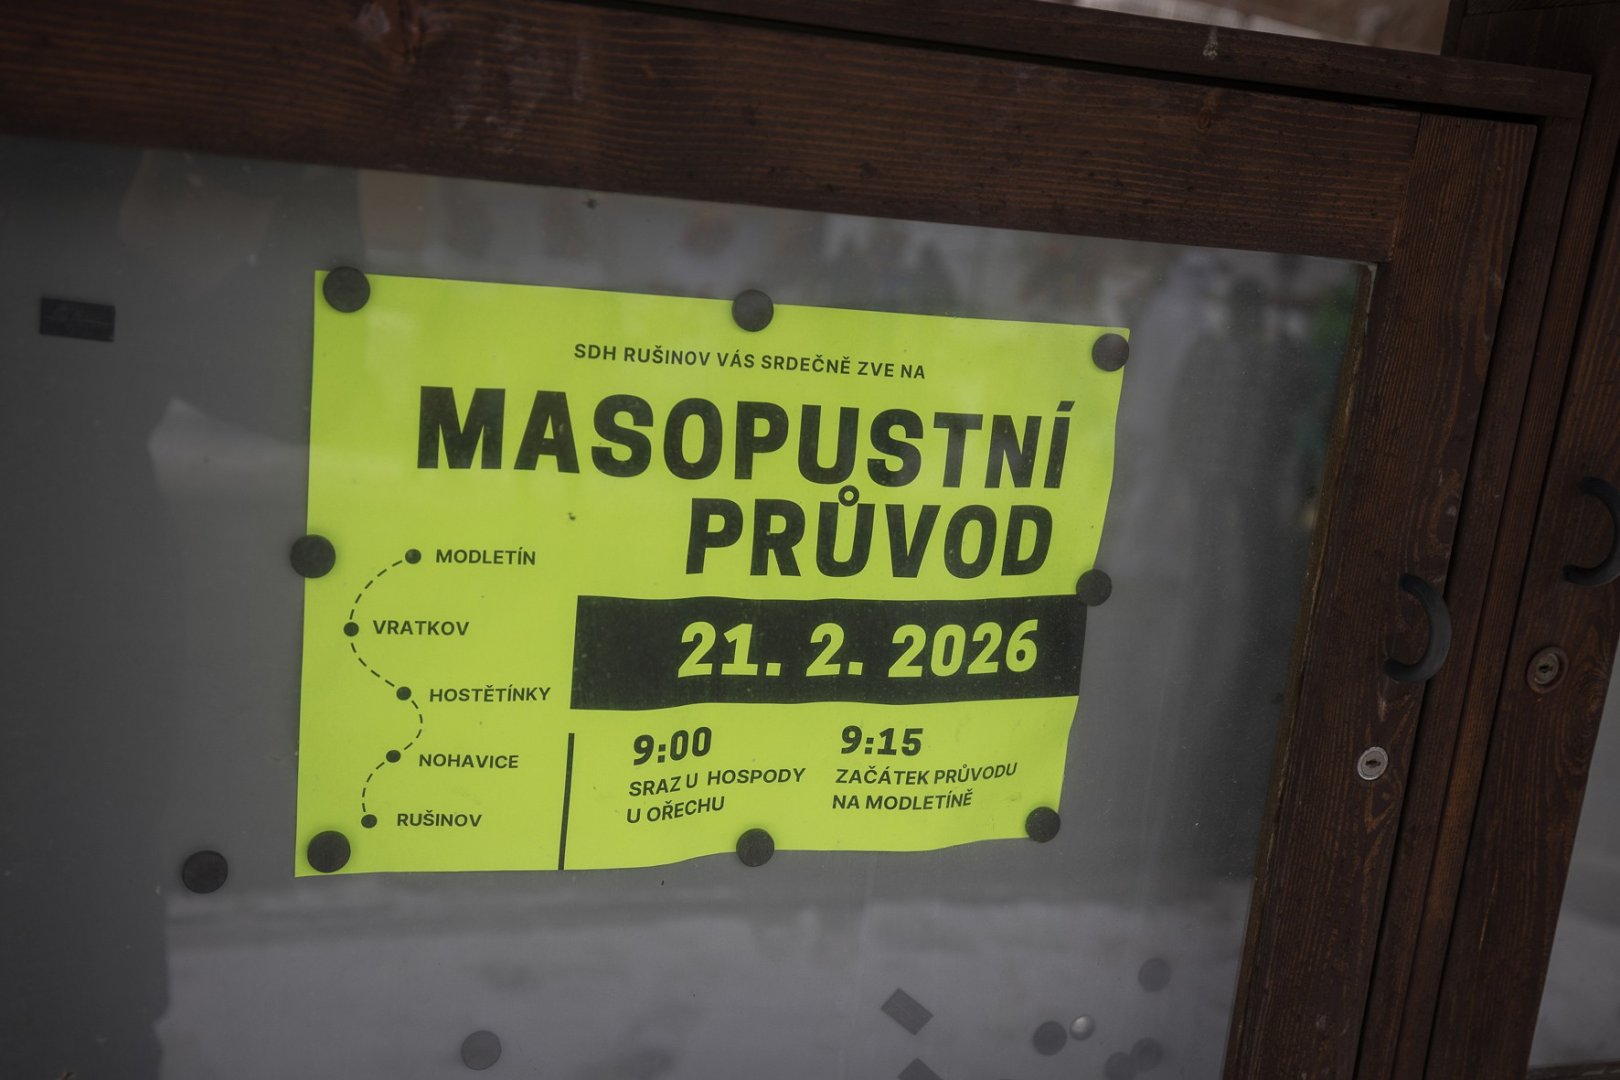 SDH RUŠINOV VÁS SRDEČNĚ ZVE NA
MASOPUSTNÍ
PRŮVOD
MODLETÍN
VRATKOV
HOSTĚTÍNKY
NOHAVICE
RUŠINOV
21. 2. 2026
9:00
SRAZ U HOSPODY
U OŘECHU
9:15
ZAČÁTEK PRŮVODU
NA MODLETÍNĚ